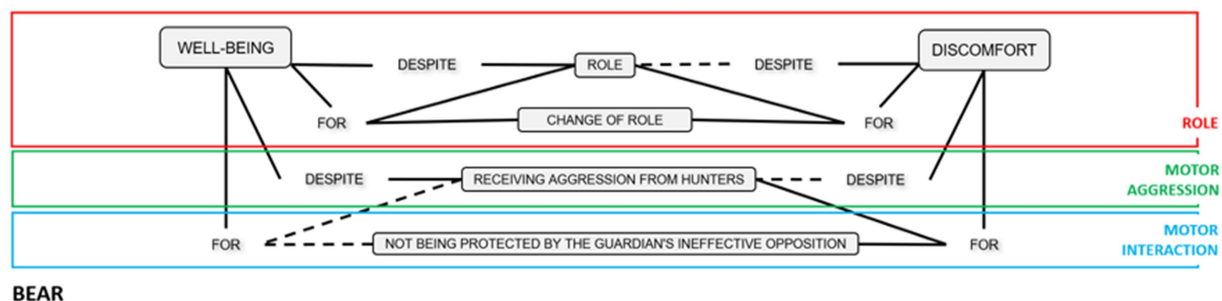 WELL-BEING
DESPITE
ROLE
DESPITE
DISCOMFORT
FOR
CHANGE OF ROLE
FOR
ROLE
DESPITE
RECEIVING AGGRESSION FROM HUNTERS
DESPITE
MOTOR
AGGRESSION
FOR
NOT BEING PROTECTED BY THE GUARDIAN'S INEFFECTIVE OPPOSITION
FOR
MOTOR
INTERACTION
BEAR